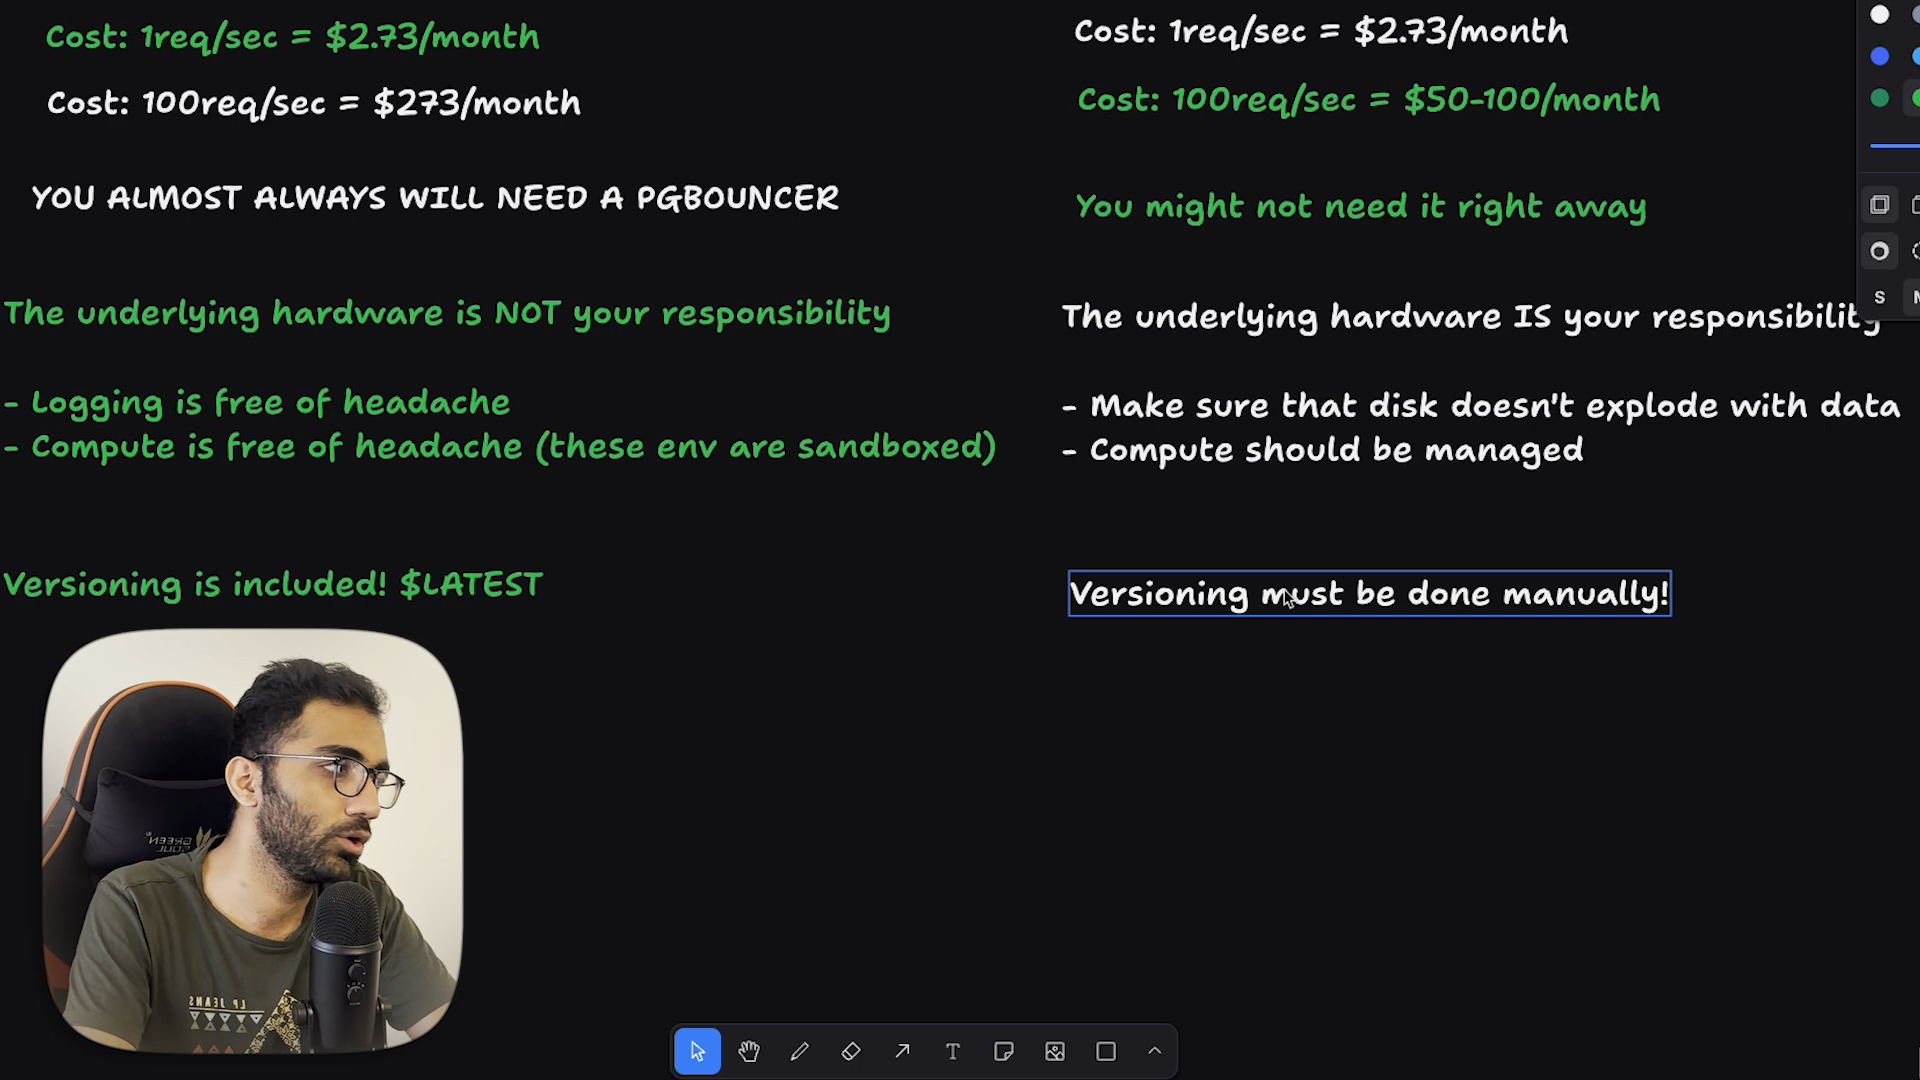 Cost: 1req/sec = $2.73/month
Cost: 100req/sec = $273/month
YOU ALMOST ALWAYS WILL NEED A PGBOUNCER
The underlying hardware is NOT your responsibility
- Logging is free of headache
- Compute is free of headache (these env are sandboxed)
Versioning is included! $LATEST
Cost: 1req/sec = $2.73/month
Cost: 100req/sec = $50-100/month
You might not need it right away
The underlying hardware IS your responsibility
- Make sure that disk doesn't explode with data
- Compute should be managed
Versioning must be done manually!
S
GREEN
SOUL
LP JEANS
T